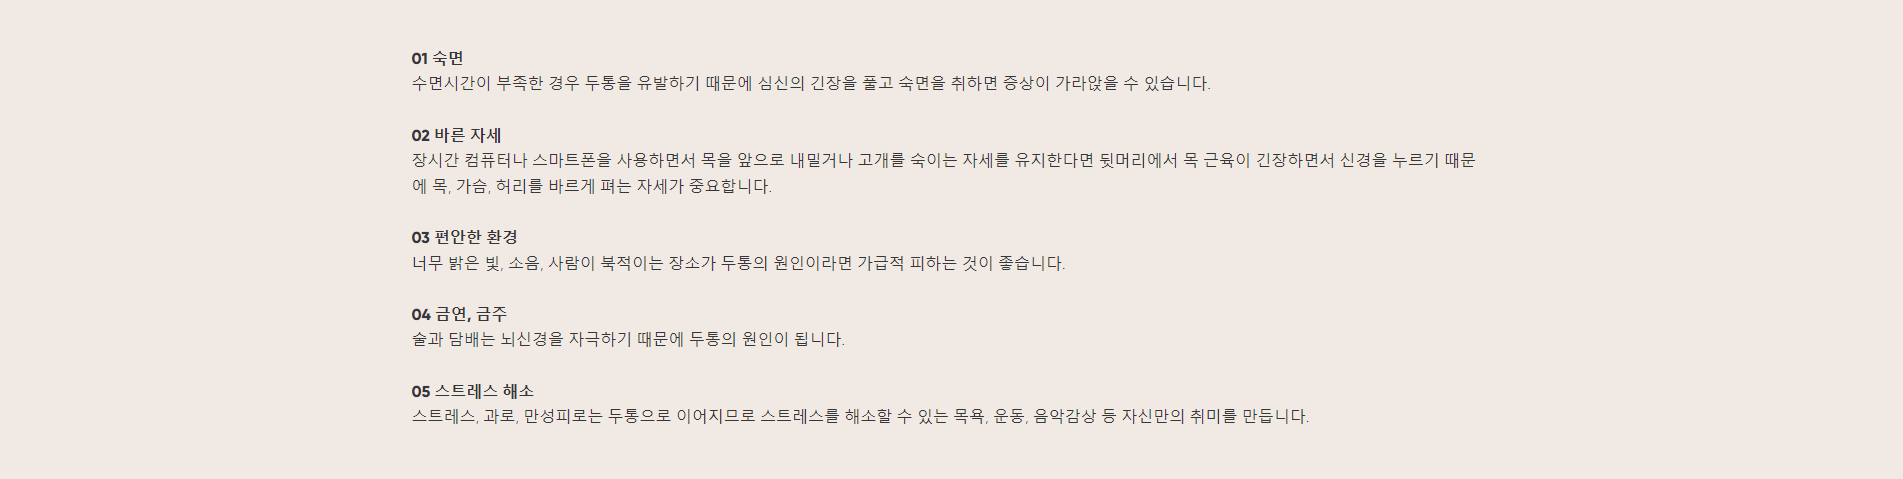 01 숙면
수면시간이 부족한 경우 두통을 유발하기 때문에 심신의 긴장을 풀고 숙면을 취하면 증상이 가라앉을 수 있습니다.
02 바른 자세
장시간 컴퓨터나 스마트폰을 사용하면서 목을 앞으로 내밀거나 고개를 숙이는 자세를 유지한다면 뒷머리에서 목 근육이 긴장하면서 신경을 누르기 때문
에 목, 가슴, 허리를 바르게 펴는 자세가 중요합니다.
03 편안한 환경
너무 밝은 빛, 소음, 사람이 북적이는 장소가 두통의 원인이라면 가급적 피하는 것이 좋습니다.
04 금연, 금주
술과 담배는 뇌신경을 자극하기 때문에 두통의 원인이 됩니다.
05 스트레스 해소
스트레스, 과로, 만성피로는 두통으로 이어지므로 스트레스를 해소할 수 있는 목욕, 운동, 음악감상 등 자신만의 취미를 만듭니다.